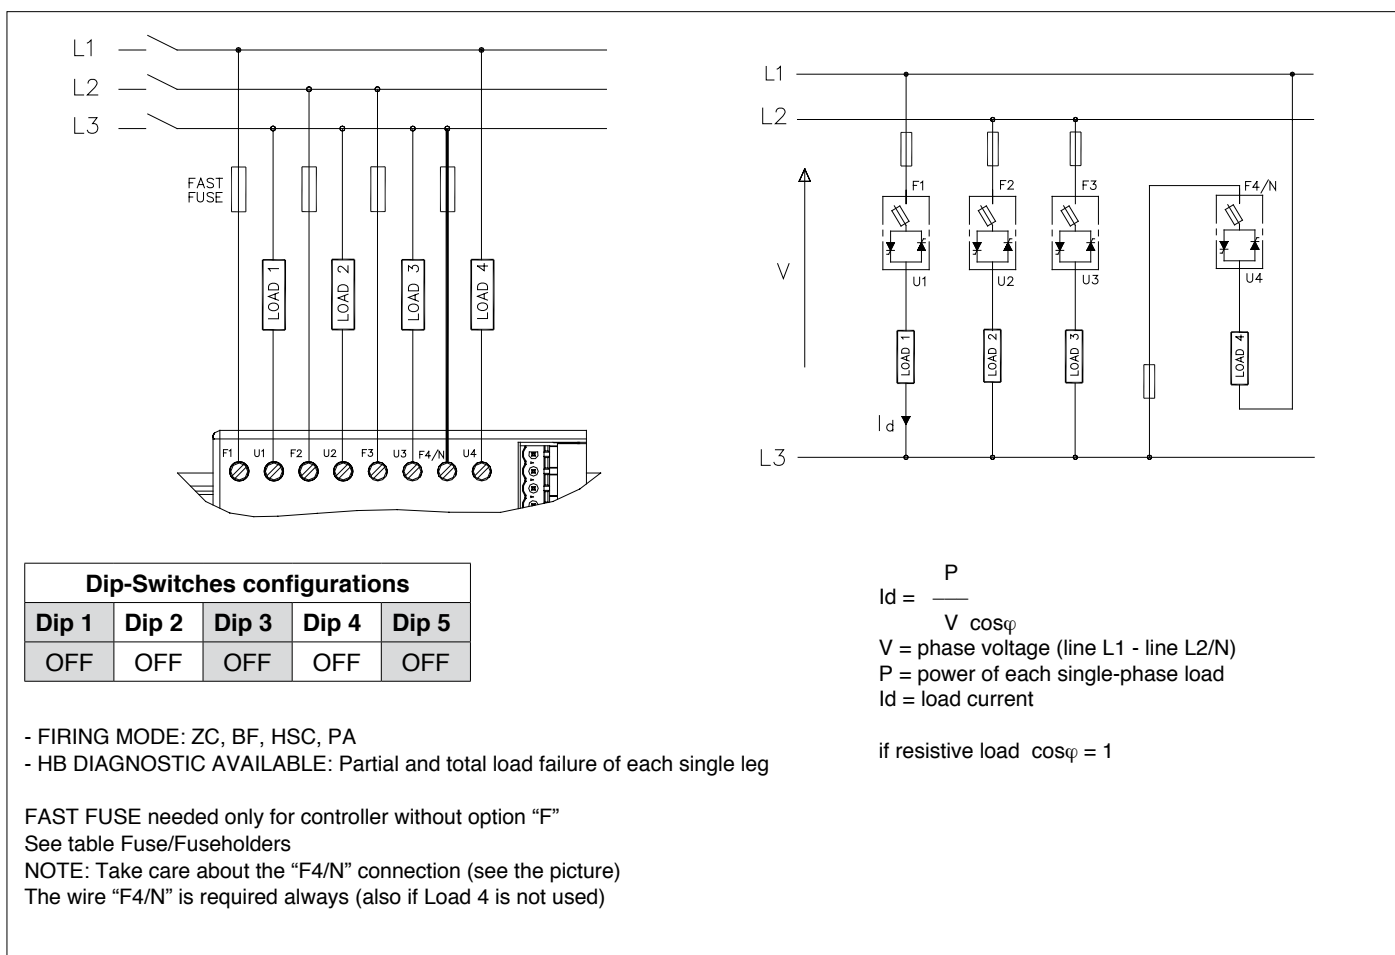 L1
L2
L3
FAST
FUSE
LOAD 1
LOAD 2
LOAD 3
LOAD 4
F1
U1
F2
U2
F3
U3
F4/N
U4
L1
L2
V
F1
F2
F3
F4/N
U1
U2
U3
U4
LOAD 1
LOAD 2
LOAD 3
LOAD 4
Id
L3
Dip-Switches configurations
Dip 1 Dip 2 Dip 3 Dip 4 Dip 5
OFF OFF OFF OFF OFF
- FIRING MODE: ZC, BF, HSC, PA
- HB DIAGNOSTIC AVAILABLE: Partial and total load failure of each single leg
FAST FUSE needed only for controller without option “F”
See table Fuse/Fuseholders
NOTE: Take care about the “F4/N” connection (see the picture)
The wire “F4/N” is required always (also if Load 4 is not used)
P
Id = ——
V cosφ
V = phase voltage (line L1 - line L2/N)
P = power of each single-phase load
Id = load current
if resistive load cosφ = 1